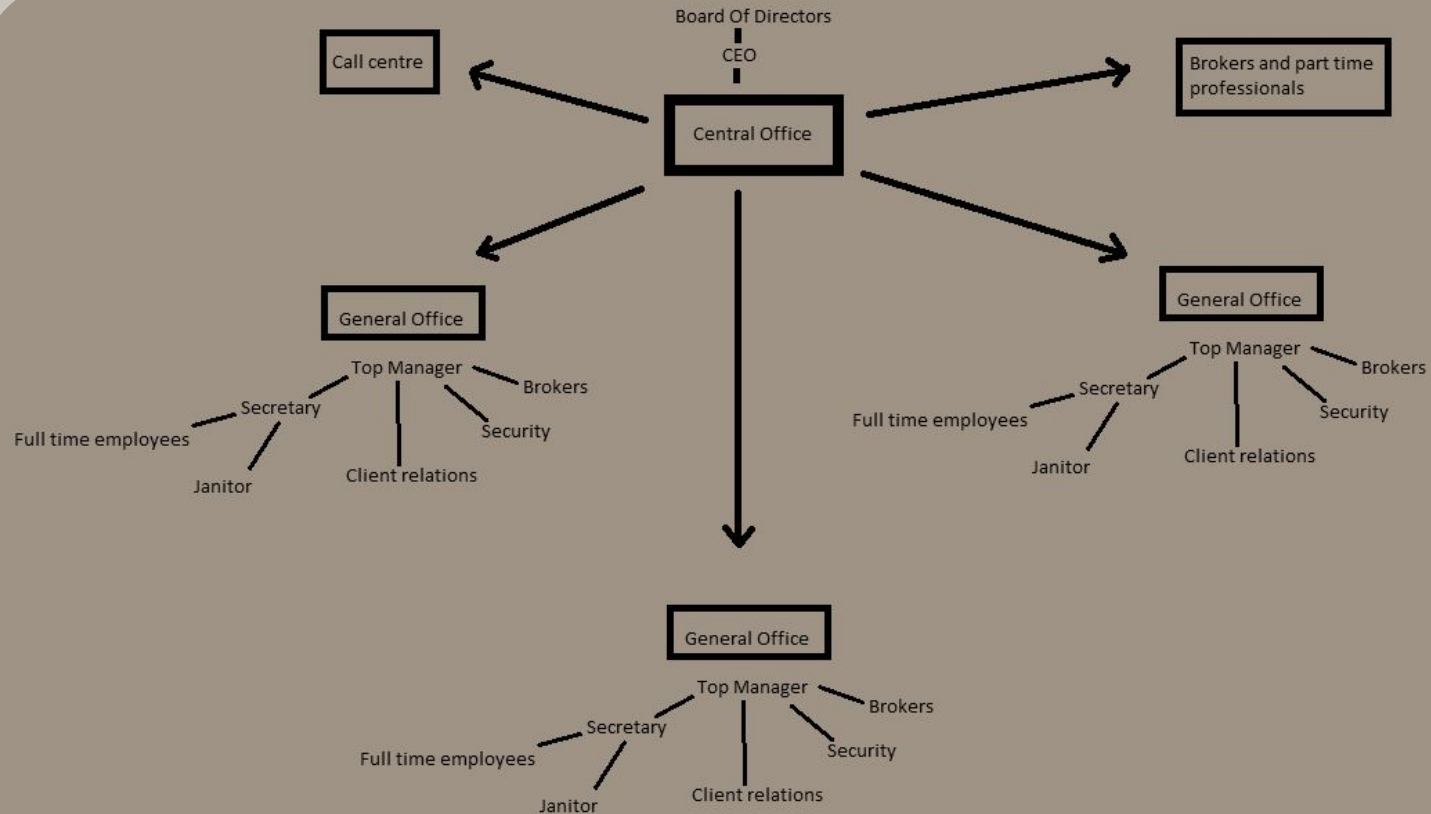 Board Of Directors
CEO
Central Office
Call centre
Brokers and part time
professionals
General Office
Top Manager
Brokers
Secretary
Security
Full time employees
Client relations
Janitor
General Office
Top Manager
Brokers
Secretary
Security
Full time employees
Client relations
Janitor
General Office
Top Manager
Brokers
Secretary
Security
Full time employees
Client relations
Janitor